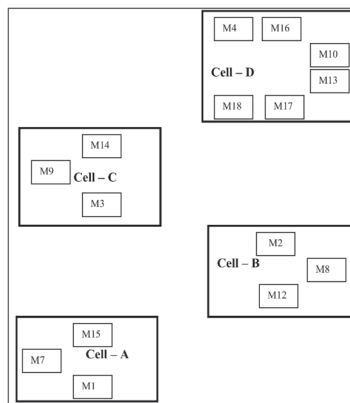 M4
M16
M10
Cell – D
M13
M18
M17
M14
M9
Cell – C
M3
M2
Cell – B
M8
M12
M15
Cell – A
M7
M1